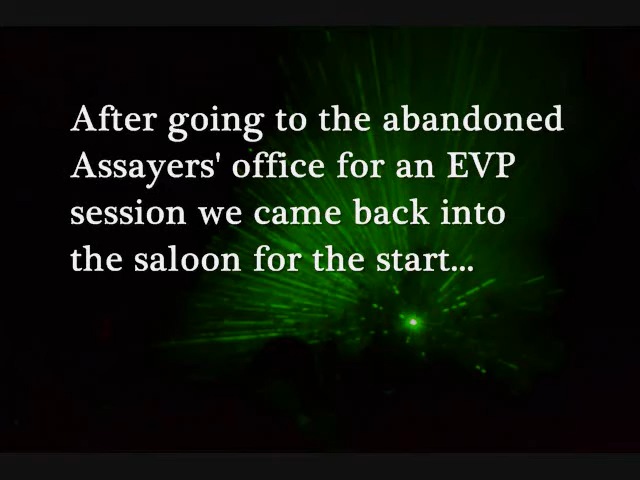 After going to the abandoned
Assayers' office for an EVP
session we came back into
the saloon for the start...